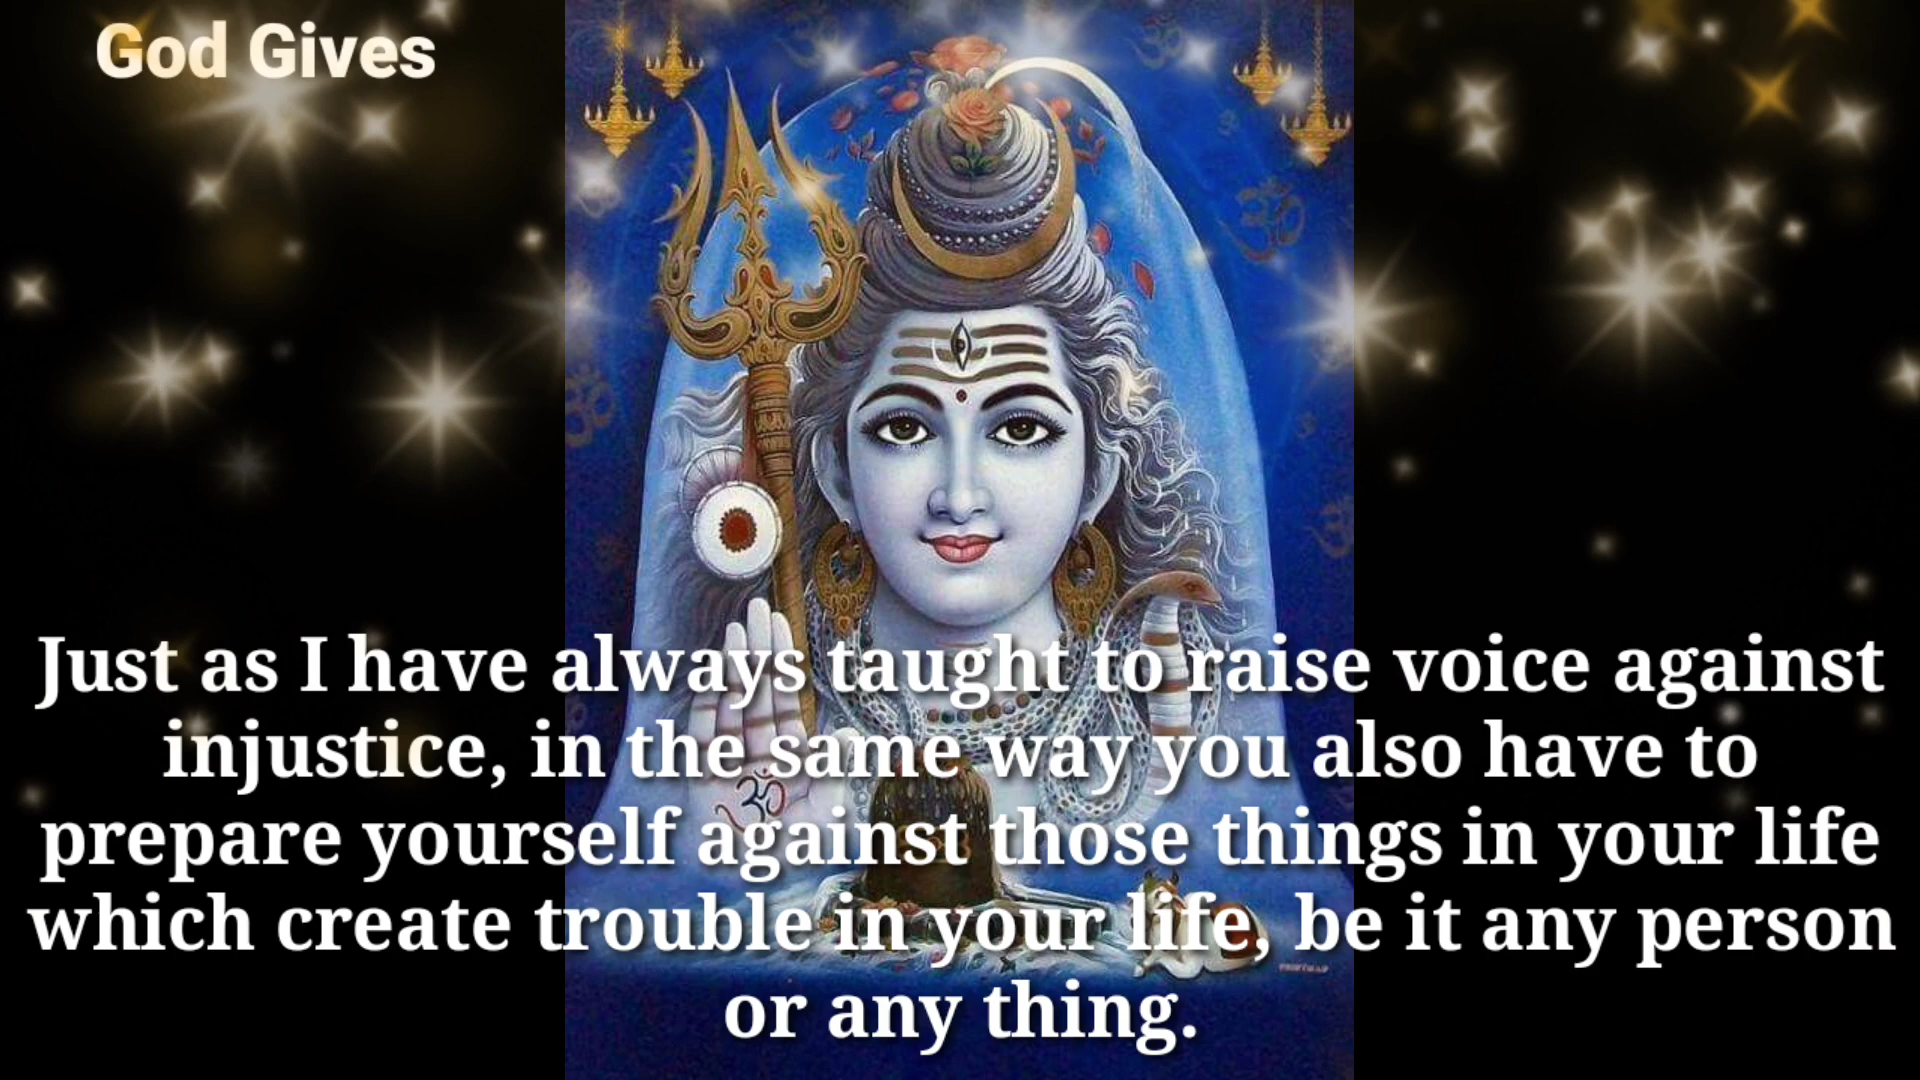 God Gives
ॐ
Just as I have always taught to raise voice against
injustice, in the same way you also have to
prepare yourself against those things in your life
which create trouble in your life, be it any person
or any thing.